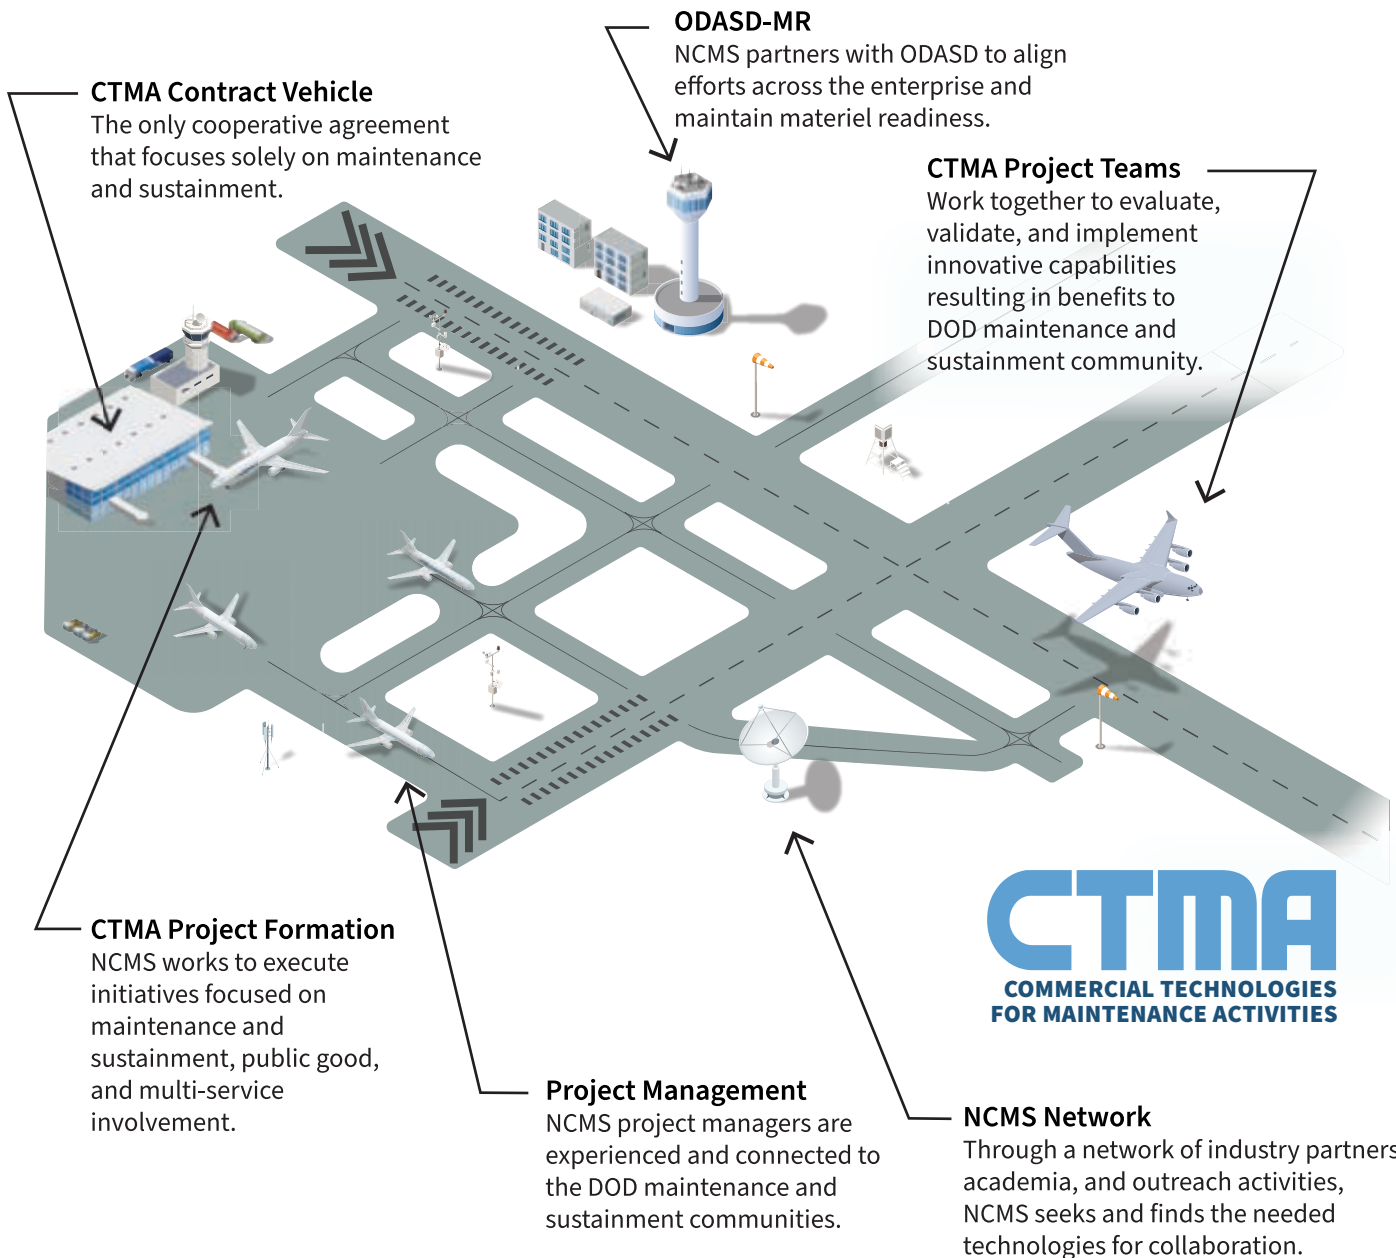 ODASD-MR
NCMS partners with ODASD to align
efforts across the enterprise and
maintain materiel readiness.
CTMA Contract Vehicle
The only cooperative agreement
that focuses solely on maintenance
and sustainment.
CTMA Project Teams
Work together to evaluate,
validate, and implement
innovative capabilities
resulting in benefits to
DOD maintenance and
sustainment community.
CTMA
COMMERCIAL TECHNOLOGIES
FOR MAINTENANCE ACTIVITIES
CTMA Project Formation
NCMS works to execute
initiatives focused on
maintenance and
sustainment, public good,
and multi-service
involvement.
Project Management
NCMS project managers are
experienced and connected to
the DOD maintenance and
sustainment communities.
NCMS Network
Through a network of industry partners
academia, and outreach activities,
NCMS seeks and finds the needed
technologies for collaboration.